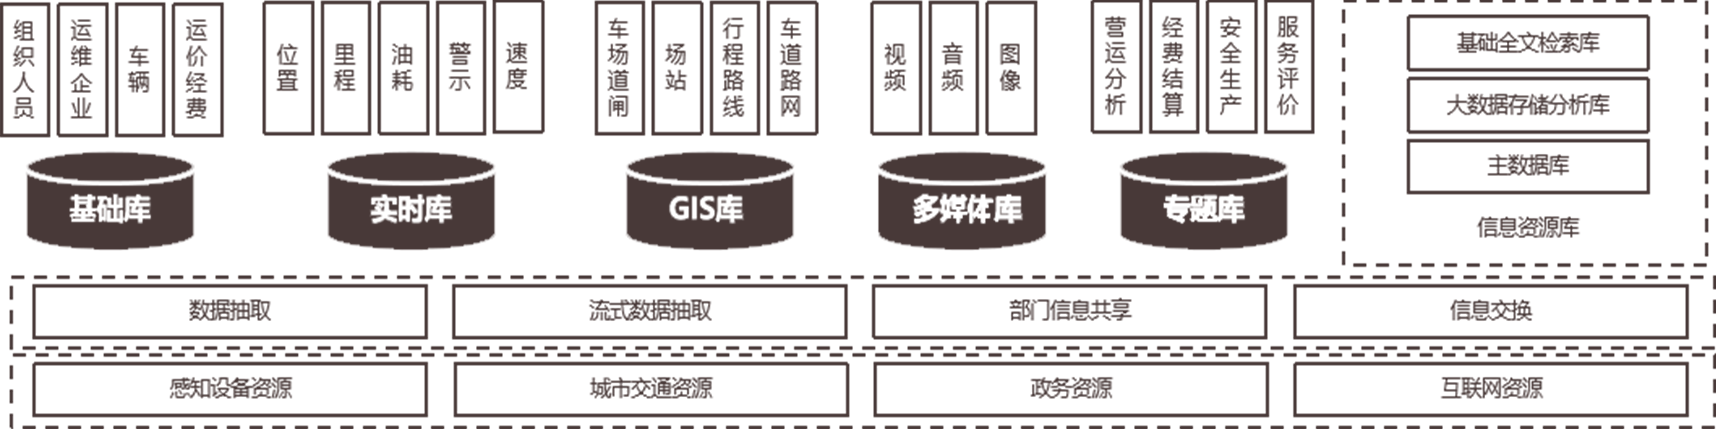 组织人员
运维企业
车辆
运价经费
位置
里程
油耗
警示
速度
车场道闸
场站
行程路线
车道路网
视频
音频
图像
营运分析
经费结算
安全生产
服务评价
基础全文检索库
大数据存储分析库
主数据库
信息资源库
基础库
实时库
GIS库
多媒体库
专题库
数据抽取
流式数据抽取
部门信息共享
信息交换
感知设备资源
城市交通资源
政务资源
互联网资源